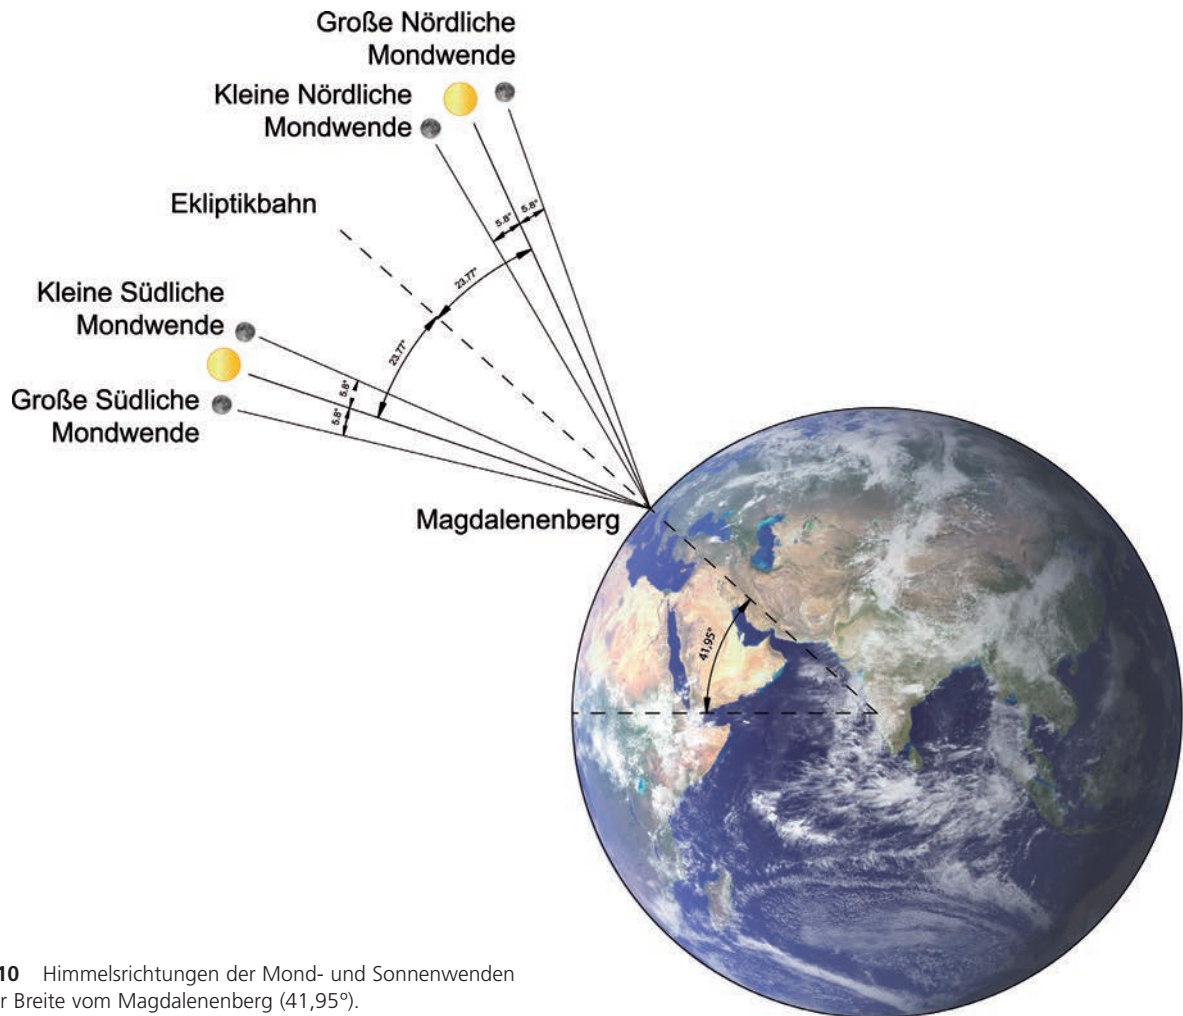 Große Nördliche
Mondwende
Kleine Nördliche
Mondwende
Ekliptikbahn
5.8°
5.8°
23.77°
Kleine Südliche
Mondwende
23.77°
5.8°
Große Südliche
Mondwende
5.8°
Magdalenenberg
41,95°
10 Himmelsrichtungen der Mond- und Sonnenwenden
r Breite vom Magdalenenberg (41,95º).